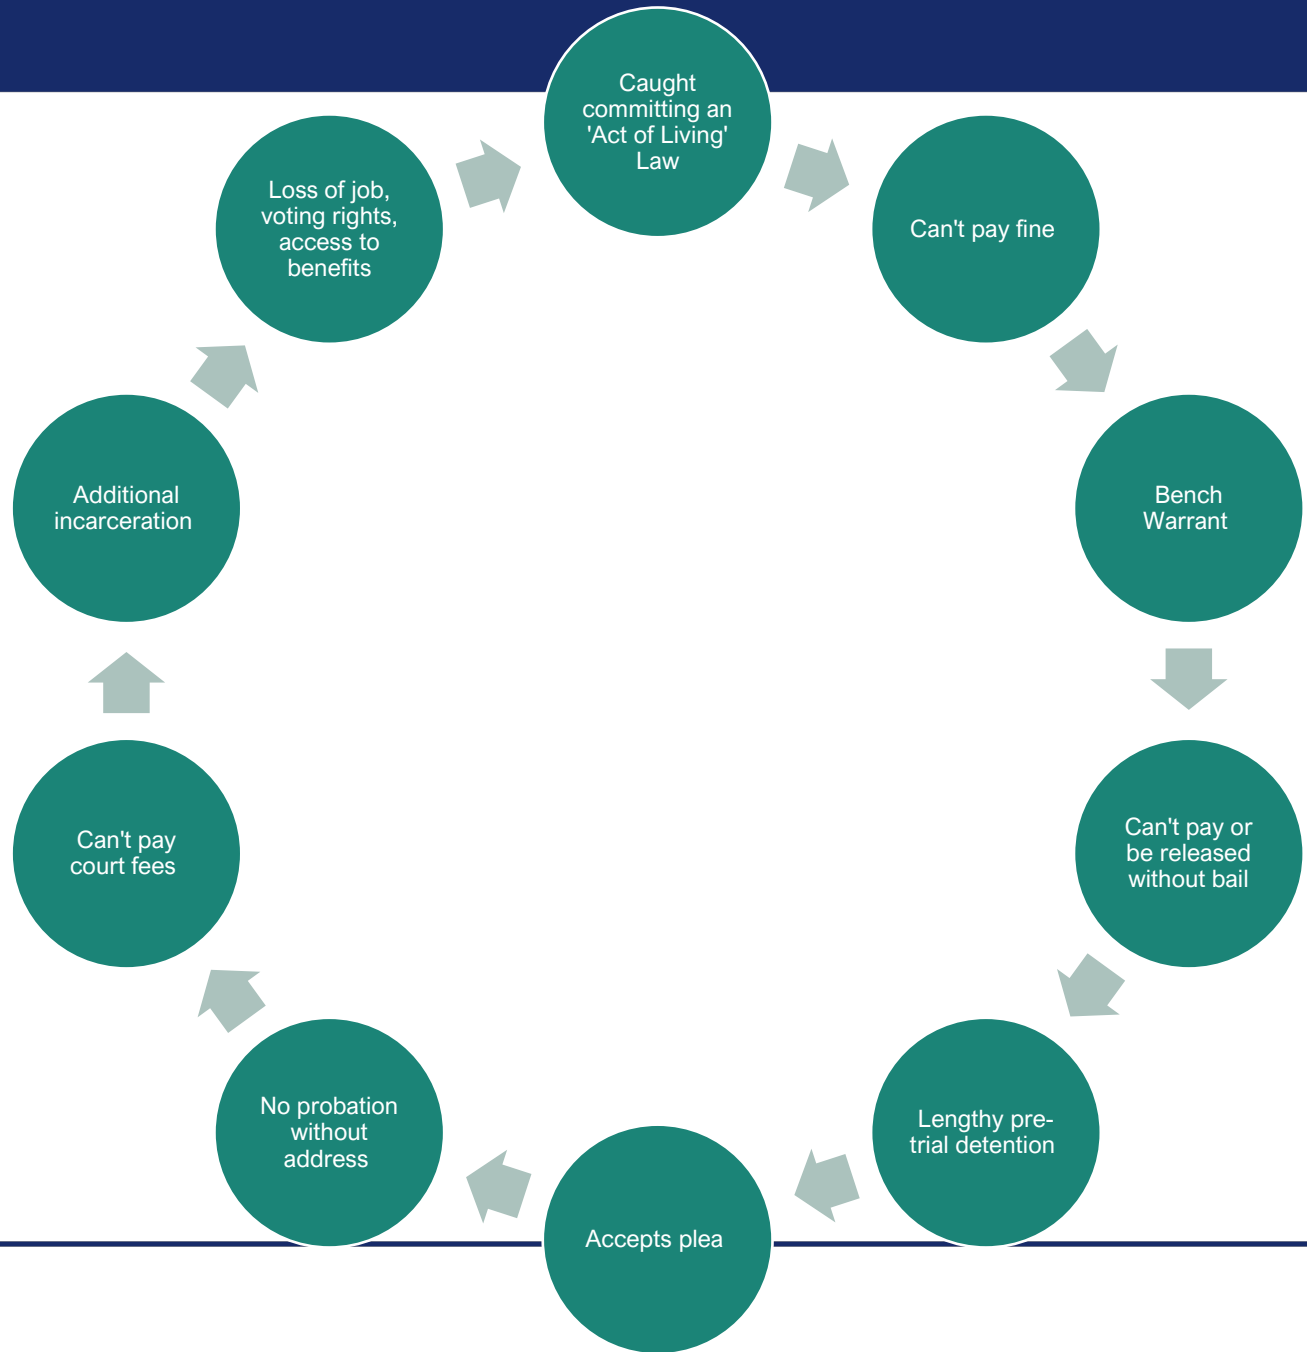 Caught
committing an
'Act of Living'
Law
Can't pay fine
Bench
Warrant
Can't pay or
be released
without bail
Lengthy pre-
trial detention
Accepts plea
No probation
without
address
Can't pay
court fees
Additional
incarceration
Loss of job,
voting rights,
access to
benefits